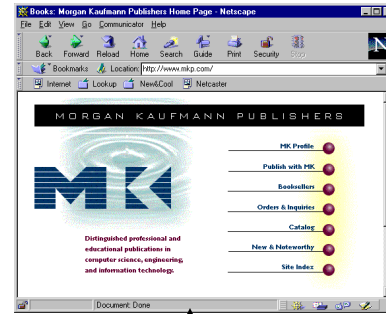 Books: Morgan Kaufmann Publishers Home Page - Netscape
File Edit View Go Communicator Help
Back Forward Reload Home Search Guide Print Security Stop
Bookmarks Location: http://www.mkp.com/
Internet Lookup New&Cool Netcaster
MORGAN KAUFMANN PUBLISHERS
MK
MK Profile
Publish with MK
Booksellers
Orders & Inquiries
Catalog
New & Noteworthy
Site Index
Distinguished professional and
educational publications in
computer science, engineering,
and information technology.
Document: Done